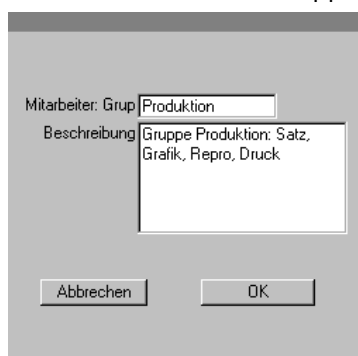 Mitarbeiter: Grup Produktion
Beschreibung Gruppe Produktion: Satz,
Grafik, Repro, Druck
Abbrechen OK